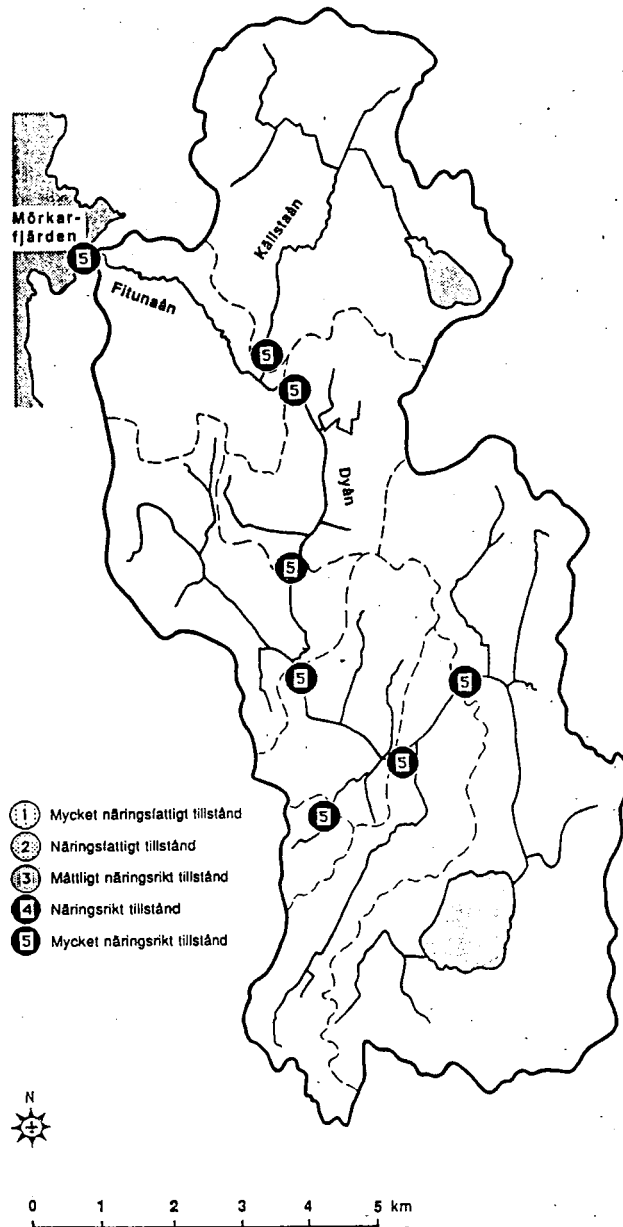 Mörkar-
fjärden
5
Fitunaån
Källstaån
5
5
Dyån
5
5
5
5
5
1 Mycket näringsfattigt tillstånd
2 Näringsfattigt tillstånd
3 Måttligt näringsrikt tillstånd
4 Näringsrikt tillstånd
5 Mycket näringsrikt tillstånd
N
0 1 2 3 4 5 km